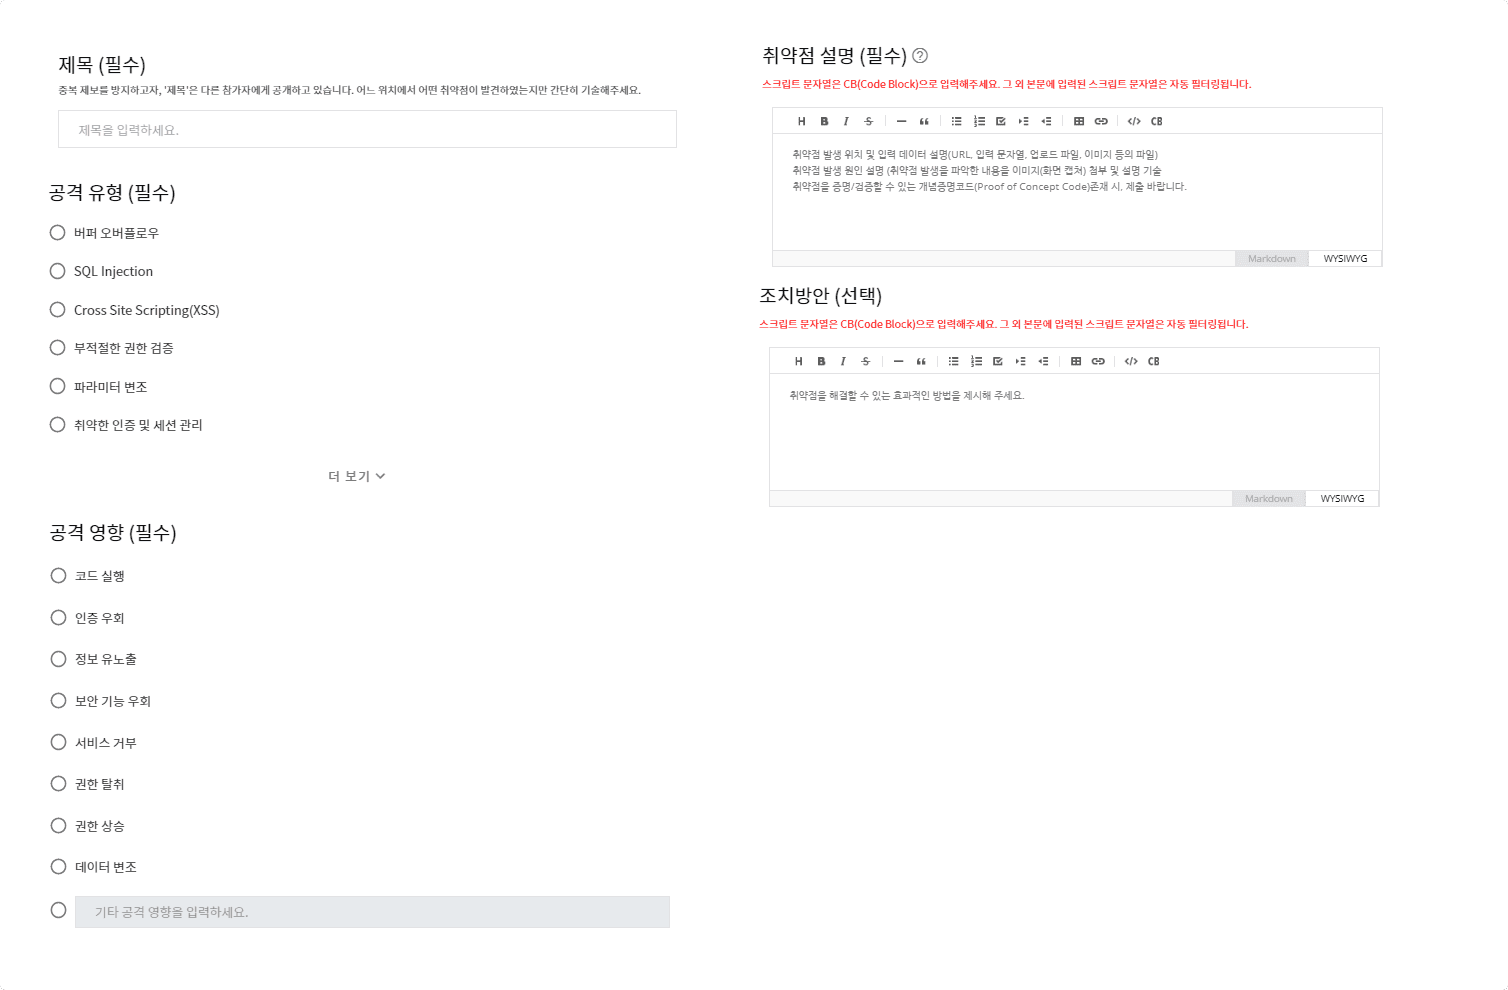 제목 (필수)
중복 제보를 방지하고자, '제목'은 다른 참가자에게 공개하고 있습니다. 어느 위치에서 어떤 취약점이 발견하였는지만 간단히 기술해주세요.
제목을 입력하세요.
공격 유형 (필수)
버퍼 오버플로우
SQL Injection
Cross Site Scripting(XSS)
부적절한 권한 검증
파라미터 변조
취약한 인증 및 세션 관리
더 보기
공격 영향 (필수)
코드 실행
인증 우회
정보 유노출
보안 기능 우회
서비스 거부
권한 탈취
권한 상승
데이터 변조
기타 공격 영향을 입력하세요.
취약점 설명 (필수) ?
스크립트 문자열은 CB(Code Block)으로 입력해주세요. 그 외 본문에 입력된 스크립트 문자열은 자동 필터링됩니다.
H B I S CB
취약점 발생 위치 및 입력 데이터 설명(URL, 입력 문자열, 업로드 파일, 이미지 등의 파일)
취약점 발생 원인 설명 (취약점 발생을 파악한 내용을 이미지(화면 캡쳐) 첨부 및 설명 기술
취약점을 증명/검증할 수 있는 개념증명코드(Proof of Concept Code)존재 시, 제출 바랍니다.
Markdown WYSIWYG
조치방안 (선택)
스크립트 문자열은 CB(Code Block)으로 입력해주세요. 그 외 본문에 입력된 스크립트 문자열은 자동 필터링됩니다.
H B I S CB
취약점을 해결할 수 있는 효과적인 방법을 제시해 주세요.
Markdown WYSIWYG